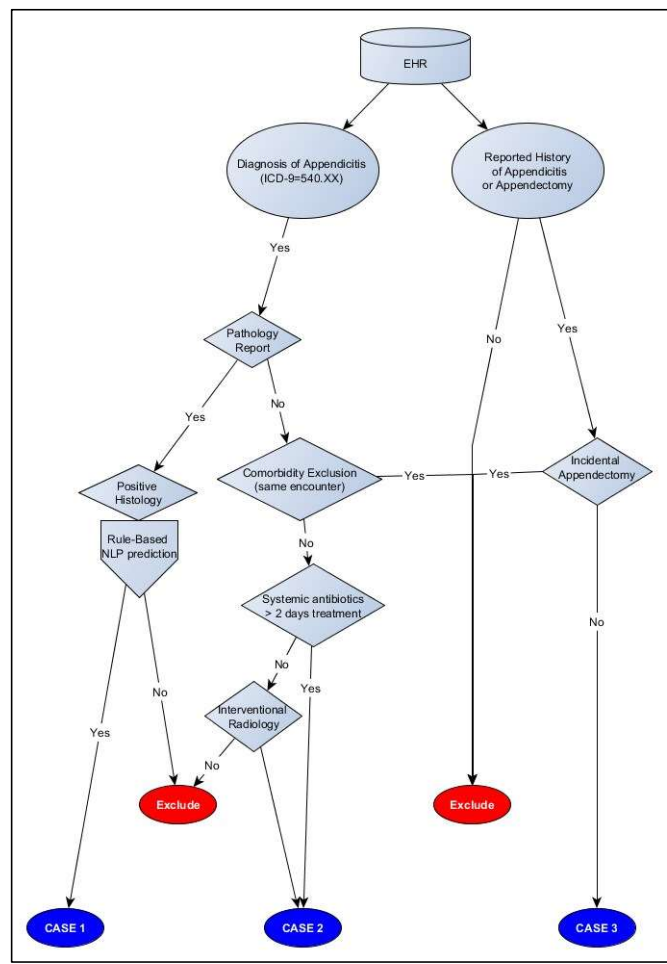 EHR
Diagnosis of Appendicitis
(ICD-9=540.XX)
Reported History
of Appendicitis
or Appendectomy
Yes
No
Yes
Pathology
Report
Yes
No
Comorbidity Exclusion
(same encounter)
Yes
Yes
Incidental
Appendectomy
Positive
Histology
Rule-Based
NLP prediction
No
Systemic antibiotics
> 2 days treatment
No
No
Yes
No
Yes
Interventional
Radiology
No
Exclude
Exclude
CASE 1
CASE 2
CASE 3